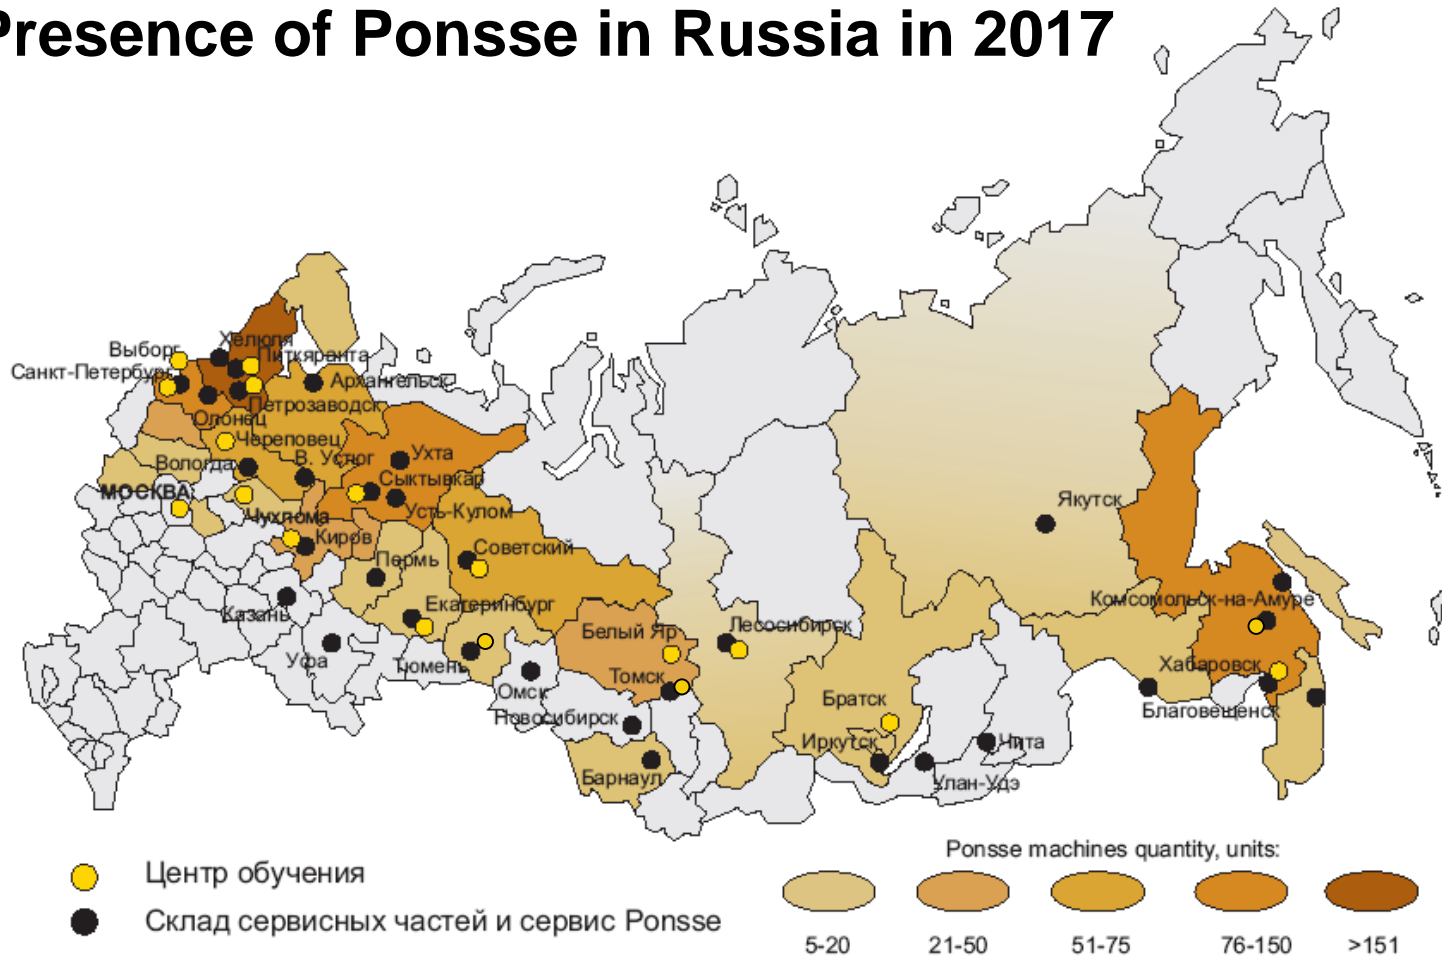 Presence of Ponsse in Russia in 2017
Хелюля
Выборг
Питкяранта
Санкт-Петербург
Архангельск
Петрозаводск
Олонец
Череповец
Вологда
В. Устюг
Ухта
Сыктывкар
МОСКВА
Усть-Кулом
Чухлома
Киров
Якутск
Советский
Пермь
Комсомольск-на-Амуре
Екатеринбург
Казань
Белый Яр
Лесосибирск
Уфа
Тюмень
Хабаровск
Томск
Омск
Братск
Благовещенск
Новосибирск
Иркутск
Чита
Барнаул
Улан-Удэ
Центр обучения
Склад сервисных частей и сервис Ponsse
Ponsse machines quantity, units:
5-20 21-50 51-75 76-150 >151